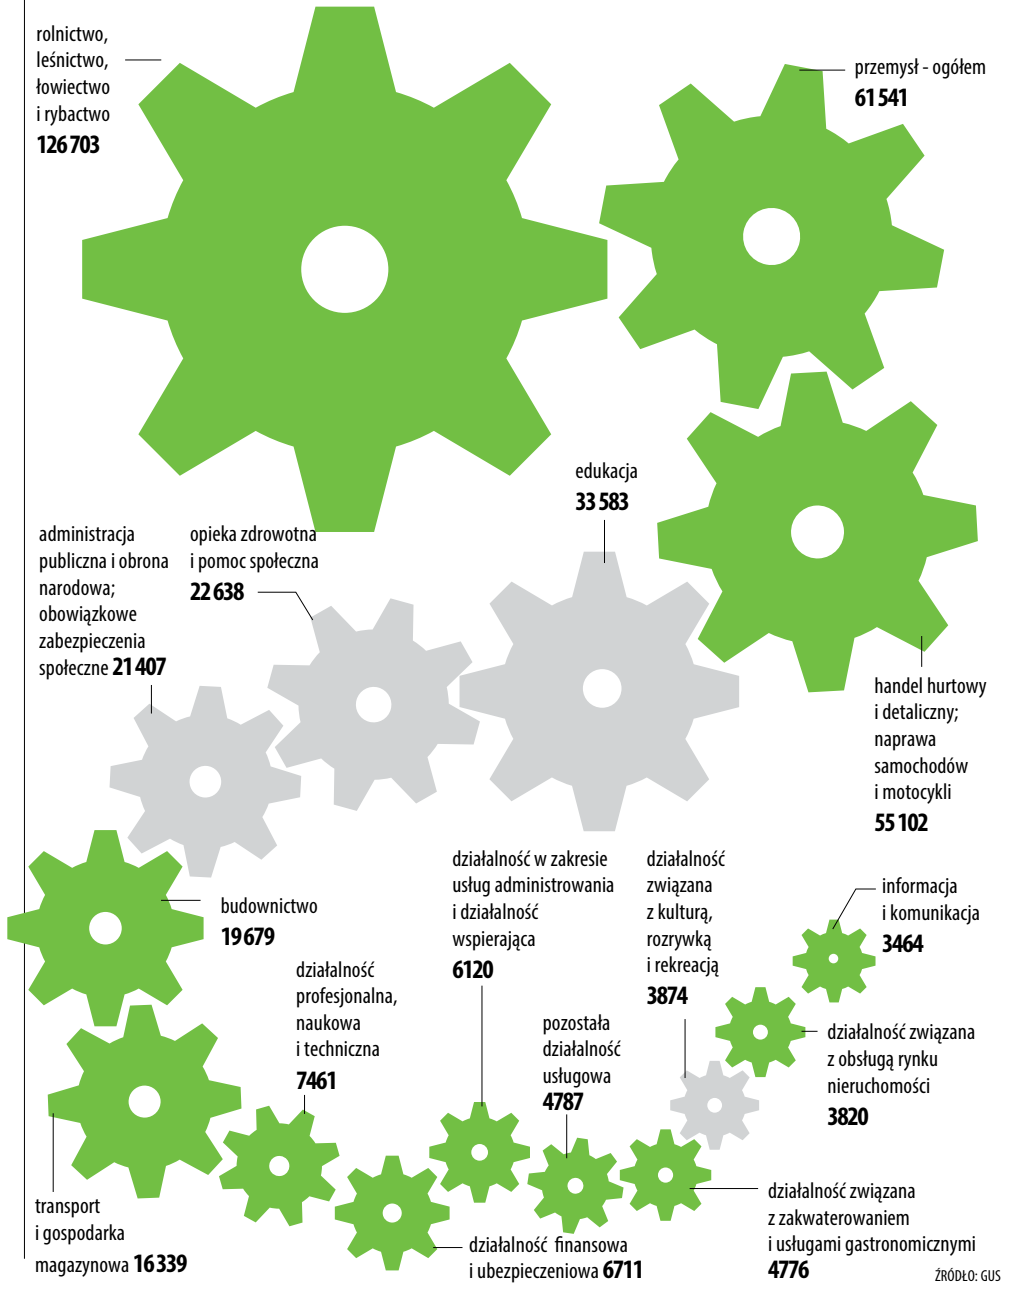 rolnictwo,
leśnictwo,
łowiectwo
i rybactwo
126 703
przemysł - ogółem
61 541
edukacja
33 583
administracja
publiczna i obrona
narodowa;
obowiązkowe
zabezpieczenia
społeczne 21 407
opieka zdrowotna
i pomoc społeczna
22 638
handel hurtowy
i detaliczny;
naprawa
samochodów
i motocykli
55 102
budownictwo
19 679
działalność w zakresie
usług administrowania
i działalność
wspierająca
6120
działalność
związana
z kulturą,
rozrywką
i rekreacją
3874
informacja
i komunikacja
3464
działalność
profesjonalna,
naukowa
i techniczna
7461
pozostała
działalność
usługowa
4787
działalność związana
z obsługą rynku
nieruchomości
3820
transport
i gospodarka
magazynowa 16 339
działalność finansowa
i ubezpieczeniowa 6711
działalność związana
z zakwaterowaniem
i usługami gastronomicznymi
4776
ŹRÓDŁO: GUS